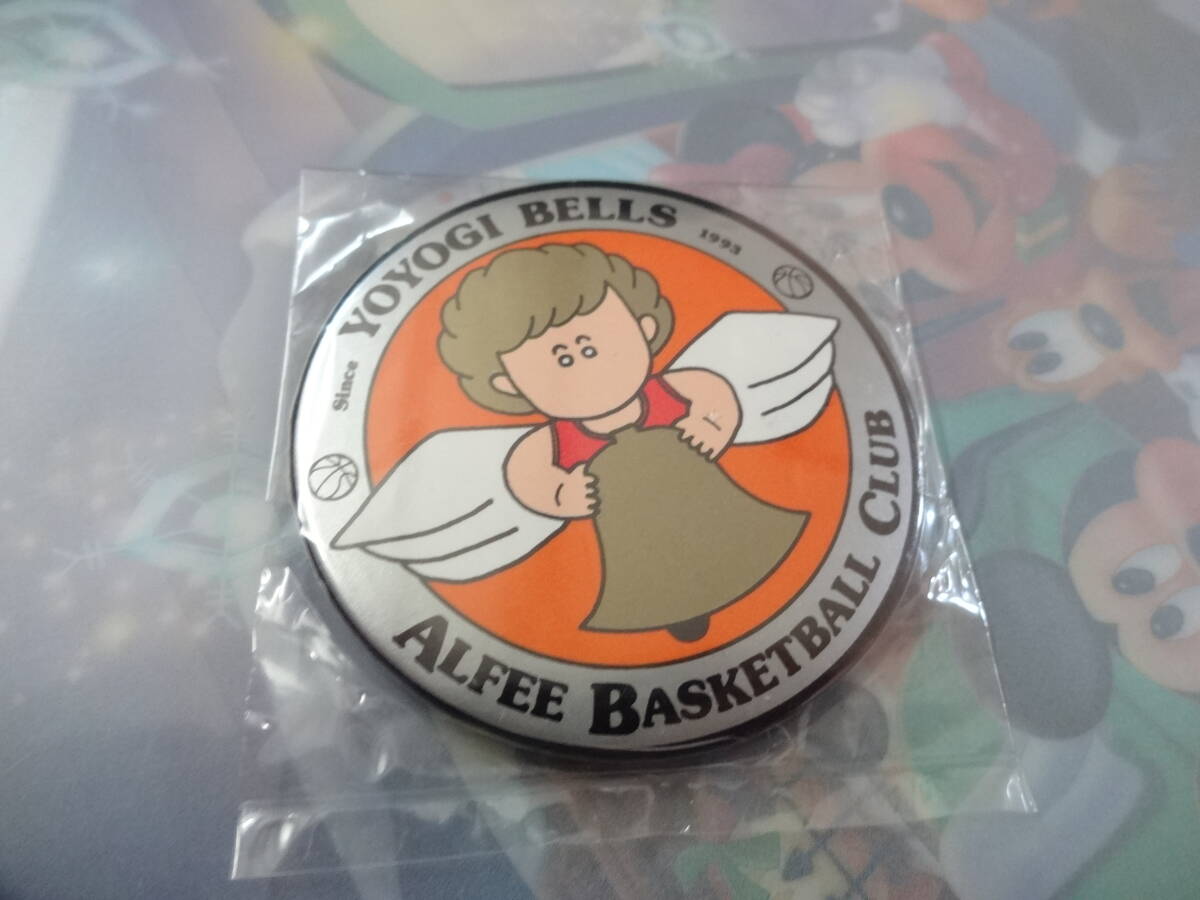 YOYOGI BELLS
Since 1993
ALFEE BASKETBALL CLUB